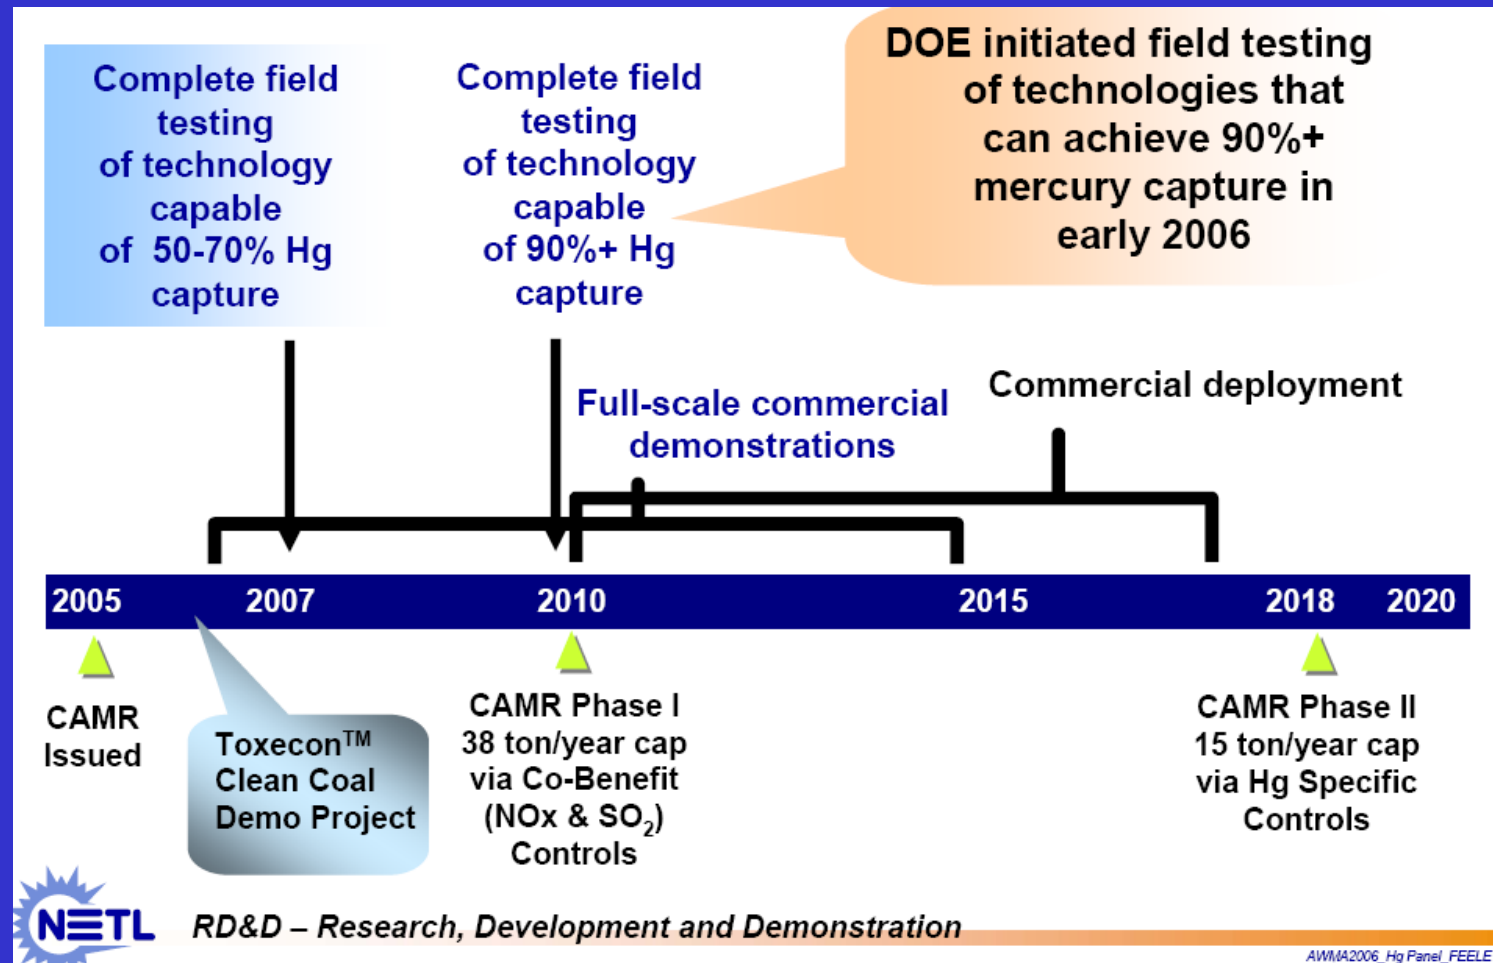 Complete field
testing
of technology
capable
of 50-70% Hg
capture
Complete field
testing
of technology
capable
of 90%+ Hg
capture
DOE initiated field testing
of technologies that
can achieve 90%+
mercury capture in
early 2006
Full-scale commercial
demonstrations
Commercial deployment
2005 2007 2010 2015 2018 2020
CAMR
Issued
Toxecon™
Clean Coal
Demo Project
CAMR Phase I
38 ton/year cap
via Co-Benefit
(NOx & SO₂)
Controls
CAMR Phase II
15 ton/year cap
via Hg Specific
Controls
NETL
RD&D – Research, Development and Demonstration
AWMA2006_Hg Panel_FEELE